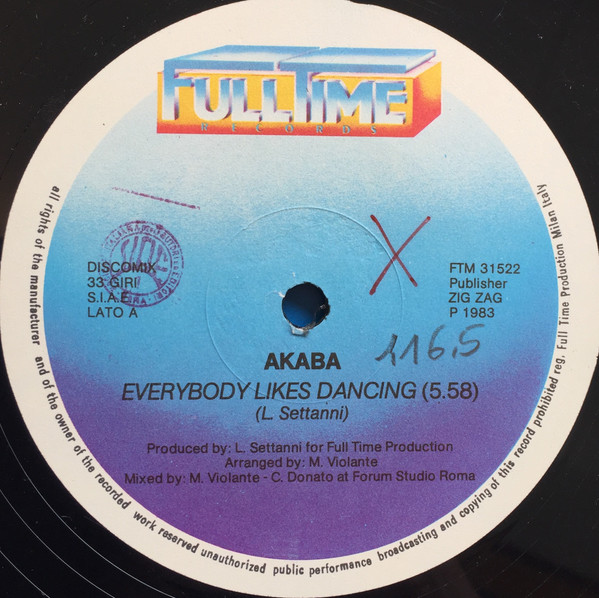 FULLTIME
RECORDS
DISCOMIX
33 GIRI
S.I.A.E.
LATO A
FTM 31522
Publisher
ZIG ZAG
P 1983
X
116,5
AKABA
EVERYBODY LIKES DANCING (5.58)
(L. Settanni)
Produced by: L. Settanni for Full Time Production
Arranged by: M. Violante
Mixed by: M. Violante - C. Donato at Forum Studio Roma
all rights of the manufacturer and of the owner of the recorded work reserved unauthorized public performance broadcasting and copying of this record prohibited reg. Full Time Production Milan Italy